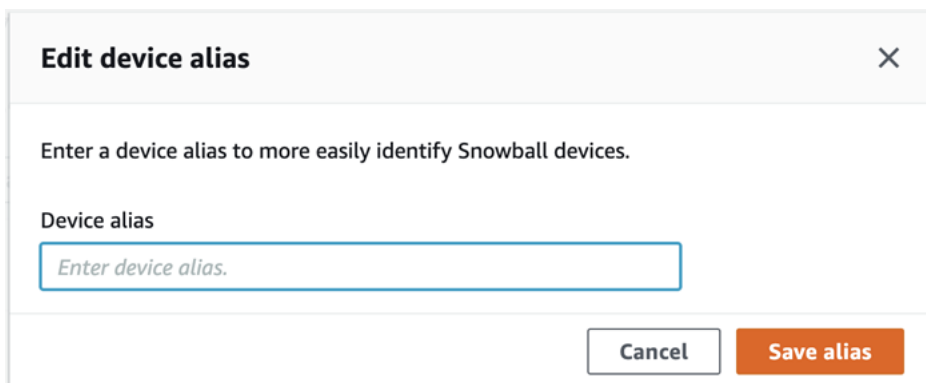 Edit device alias
Enter a device alias to more easily identify Snowball devices.
Device alias
Enter device alias.
Cancel Save alias